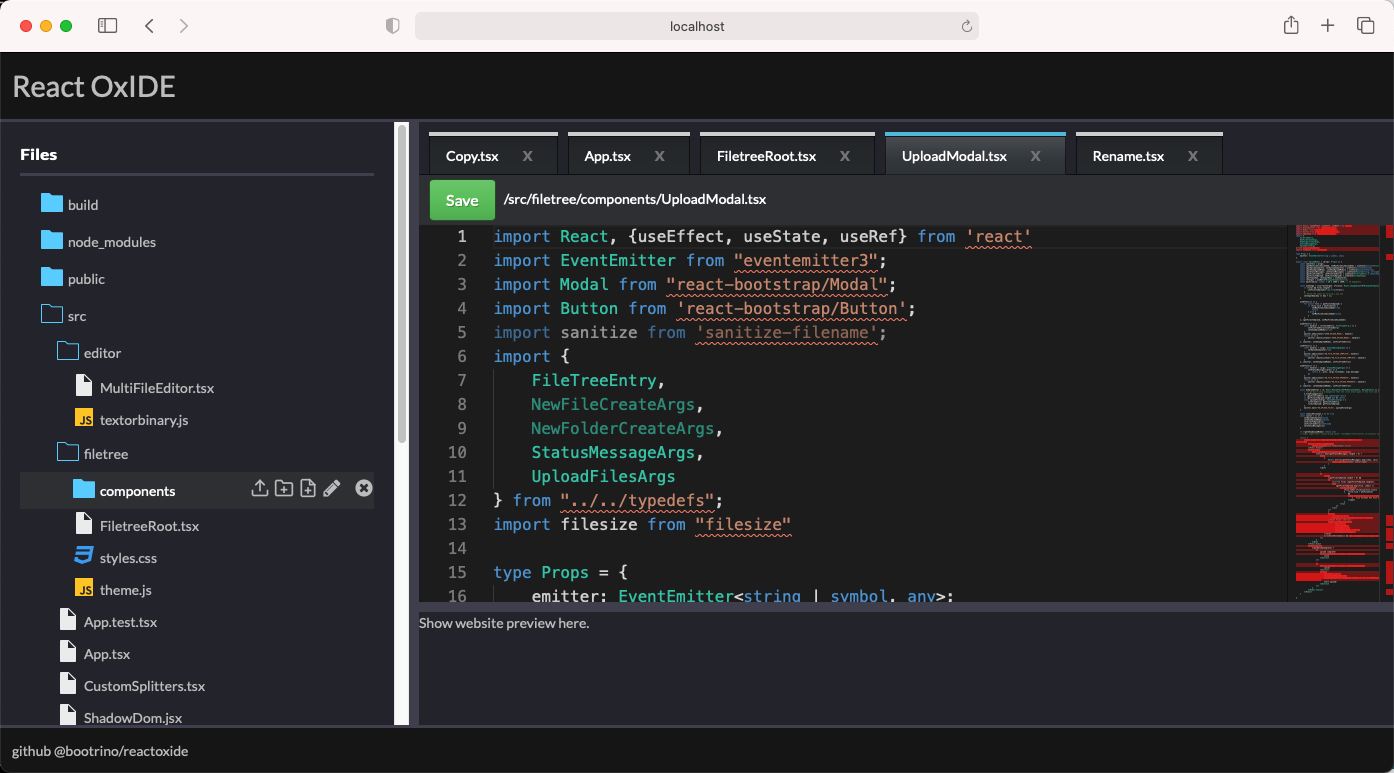 localhost
React OxIDE
Files
build
node_modules
public
src
editor
MultiFileEditor.tsx
JS textorbinary.js
filetree
components
FiletreeRoot.tsx
styles.css
JS theme.js
App.test.tsx
App.tsx
CustomSplitters.tsx
ShadowDom.jsx
Copy.tsx X
App.tsx X
FiletreeRoot.tsx X
UploadModal.tsx X
Rename.tsx X
Save /src/filetree/components/UploadModal.tsx
1 import React, {useEffect, useState, useRef} from 'react'
2 import EventEmitter from "eventemitter3";
3 import Modal from "react-bootstrap/Modal";
4 import Button from 'react-bootstrap/Button';
5 import sanitize from 'sanitize-filename';
6 import {
7 FileTreeEntry,
8 NewFileCreateArgs,
9 NewFolderCreateArgs,
10 StatusMessageArgs,
11 UploadFilesArgs
12 } from "../../typedefs";
13 import filesize from "filesize"
14
15 type Props = {
16 emitter: EventEmitter<string | symbol, any>;
Show website preview here.
github @bootrino/reactoxide